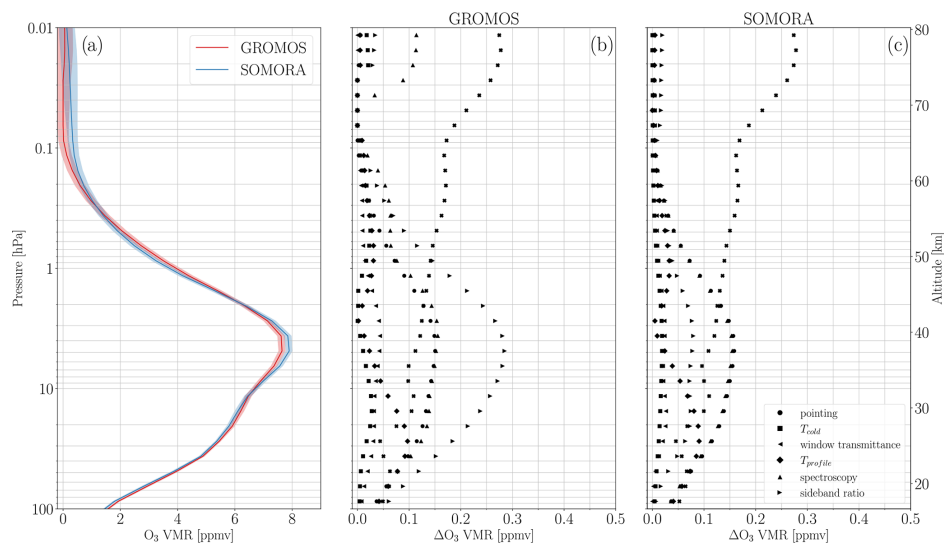 GROMOS
SOMORA
0.01
0.1
1
10
100
Pressure [hPa]
(a)
GROMOS
SOMORA
0
2
4
6
8
O₃ VMR [ppmv]
(b)
0.0
0.1
0.2
0.3
0.4
0.5
ΔO₃ VMR [ppmv]
(c)
pointing
T_cold
window transmittance
T_profile
spectroscopy
sideband ratio
0.0
0.1
0.2
0.3
0.4
0.5
ΔO₃ VMR [ppmv]
80
70
60
50
40
30
20
Altitude [km]